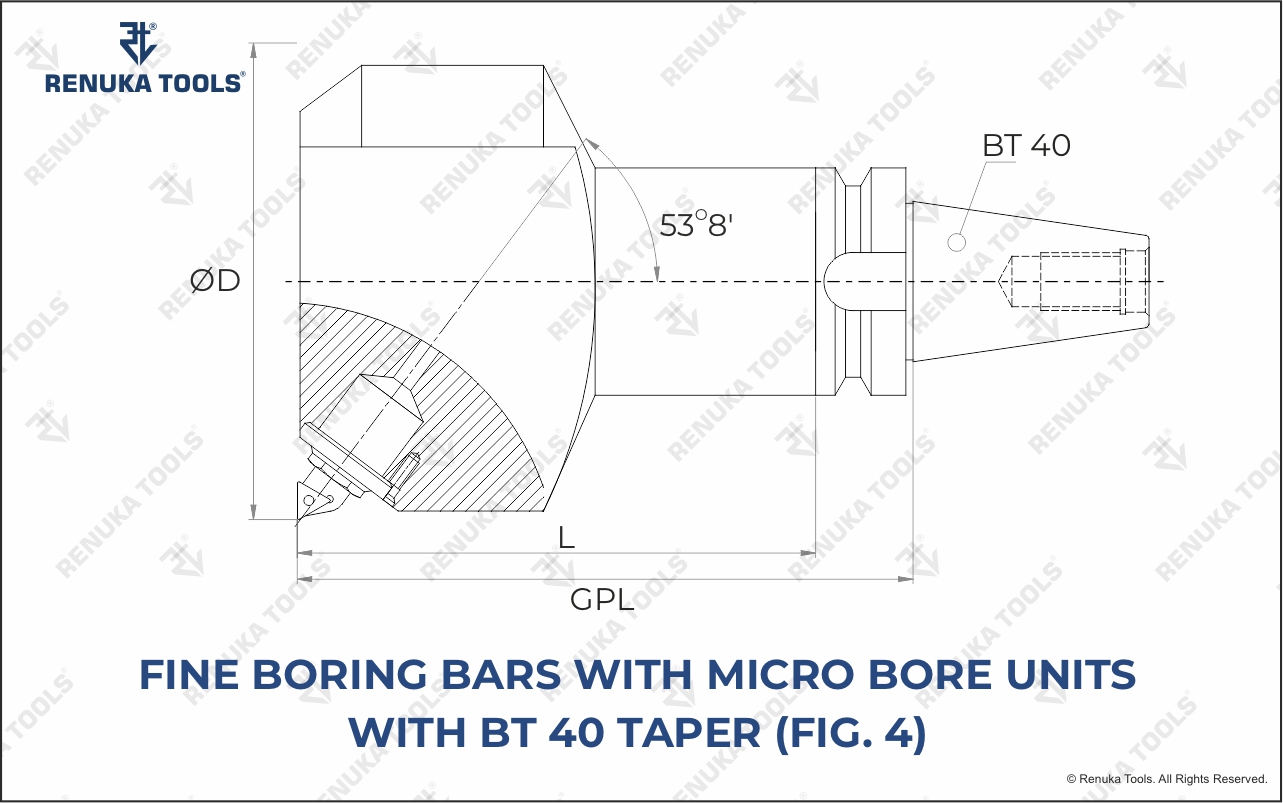 RENUKA TOOLS®
BT 40
53°8'
ØD
L
GPL
FINE BORING BARS WITH MICRO BORE UNITS
WITH BT 40 TAPER (FIG. 4)
© Renuka Tools. All Rights Reserved.